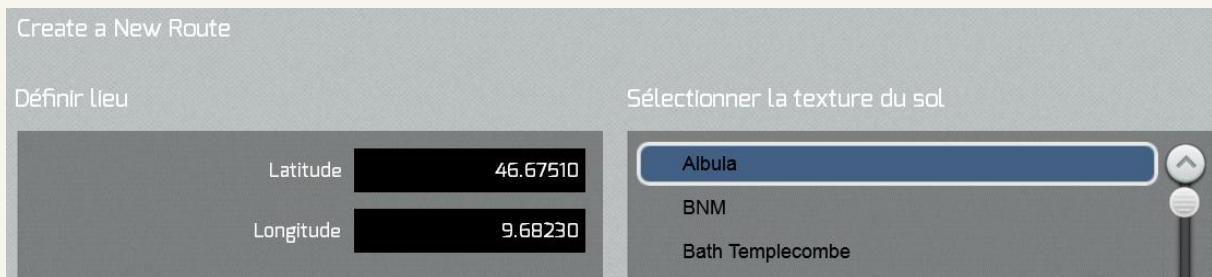 Create a New Route
Définir lieu
Latitude 46.67510
Longitude 9.68230
Sélectionner la texture du sol
Albula
BNM
Bath Templecombe